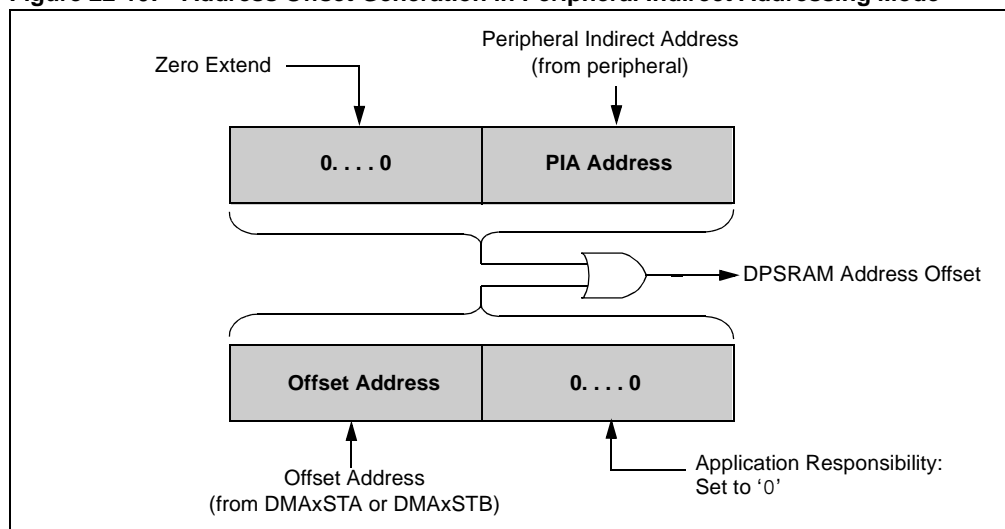 Figure 22-10: Address Offset Generation in Peripheral Indirect Addressing Mode
Peripheral Indirect Address
(from peripheral)
Zero Extend
0. . . . 0
PIA Address
DPSRAM Address Offset
Offset Address
0. . . . 0
Offset Address
(from DMAxSTA or DMAxSTB)
Application Responsibility:
Set to ‘0’